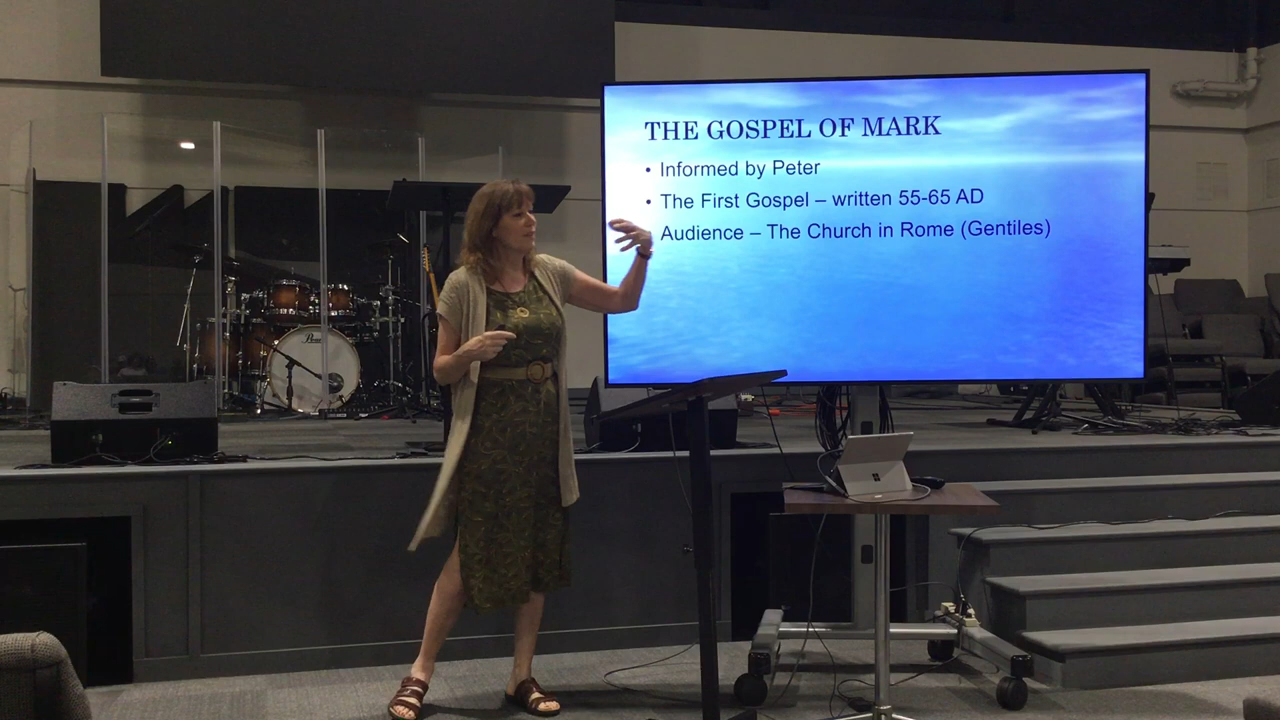 THE GOSPEL OF MARK
• Informed by Peter
• The First Gospel – written 55-65 AD
Audience – The Church in Rome (Gentiles)
Pearl